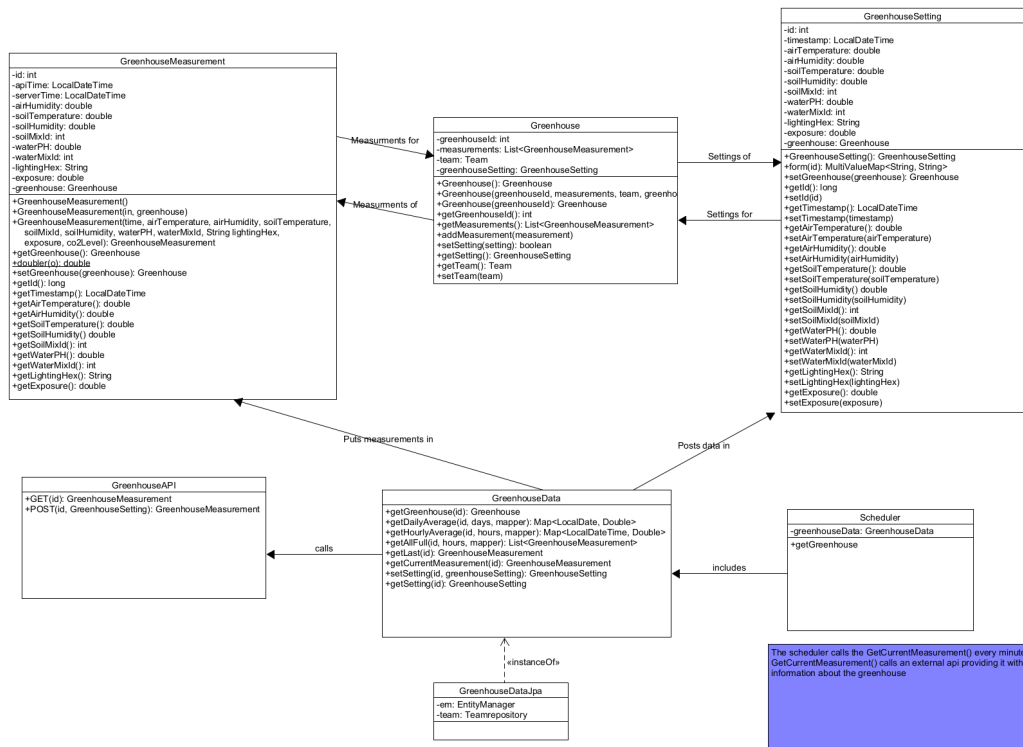 GreenhouseMeasurement
-id: int
-apiTime: LocalDateTime
-serverTime: LocalDateTime
-airHumidity: double
-soilTemperature: double
-soilHumidity: double
-soilMixId: int
-waterPH: double
-waterMixId: int
-lightingHex: String
-exposure: double
-greenhouse: Greenhouse
+GreenhouseMeasurement()
+GreenhouseMeasurement(in, greenhouse)
+GreenhouseMeasurement(time, airTemperature, airHumidity, soilTemperature,
soilMixId, soilHumidity, waterPH, waterMixId, String lightingHex,
exposure, co2Level): GreenhouseMeasurement
+getGreenhouse(): Greenhouse
+doubler(o): double
+setGreenhouse(greenhouse): Greenhouse
+getId(): long
+getTimestamp(): LocalDateTime
+getAirTemperature(): double
+getAirHumidity(): double
+getSoilTemperature(): double
+getSoilHumidity() double
+getSoilMixId(): int
+getWaterPH(): double
+getWaterMixId(): int
+getLightingHex(): String
+getExposure(): double
Measurments for
Measuments of
Greenhouse
-greenhouseId: int
-measurements: List<GreenhouseMeasurement>
-team: Team
-greenhouseSetting: GreenhouseSetting
+Greenhouse(): Greenhouse
+Greenhouse(greenhouseId, measurements, team, greenho
+Greenhouse(greenhouseId): Greenhouse
+getGreenhouseId(): int
+getMeasurements(): List<GreenhouseMeasurement>
+addMeasurement(measurement)
+setSetting(setting): boolean
+getSetting(): GreenhouseSetting
+getTeam(): Team
+setTeam(team)
Settings of
Settings for
GreenhouseSetting
-id: int
-timestamp: LocalDateTime
-airTemperature: double
-airHumidity: double
-soilTemperature: double
-soilHumidity: double
-soilMixId: int
-waterPH: double
-waterMixId: int
-lightingHex: String
-exposure: double
-greenhouse: Greenhouse
+GreenhouseSetting(): GreenhouseSetting
+form(id): MultiValueMap<String, String>
+setGreenhouse(greenhouse): Greenhouse
+getId(): long
+setId(id)
+getTimestamp(): LocalDateTime
+setTimestamp(timestamp)
+getAirTemperature(): double
+setAirTemperature(airTemperature)
+getAirHumidity(): double
+setAirHumidity(airHumidity)
+getSoilTemperature(): double
+setSoilTemperature(soilTemperature)
+getSoilHumidity() double
+setSoilHumidity(soilHumidity)
+getSoilMixId(): int
+setSoilMixId(soilMixId)
+getWaterPH(): double
+setWaterPH(waterPH)
+getWaterMixId(): int
+setWaterMixId(waterMixId)
+getLightingHex(): String
+setLightingHex(lightingHex)
+getExposure(): double
+setExposure(exposure)
Puts measurements in
Posts data in
GreenhouseAPI
+GET(id): GreenhouseMeasurement
+POST(id, GreenhouseSetting): GreenhouseMeasurement
calls
GreenhouseData
+getGreenhouse(id): Greenhouse
+getDailyAverage(id, days, mapper): Map<LocalDate, Double>
+getHourlyAverage(id, hours, mapper): Map<LocalDateTime, Double>
+getAllFull(id, hours, mapper): List<GreenhouseMeasurement>
+getLast(id): GreenhouseMeasurement
+getCurrentMeasurement(id): GreenhouseMeasurement
+setSetting(id, greenhouseSetting): GreenhouseSetting
+getSetting(id): GreenhouseSetting
includes
Scheduler
-greenhouseData: GreenhouseData
+getGreenhouse
«instanceOf»
GreenhouseDataJpa
-em: EntityManager
-team: Teamrepository
The scheduler calls the GetCurrentMeasurement() every minute
GetCurrentMeasurement() calls an external api providing it with
information about the greenhouse